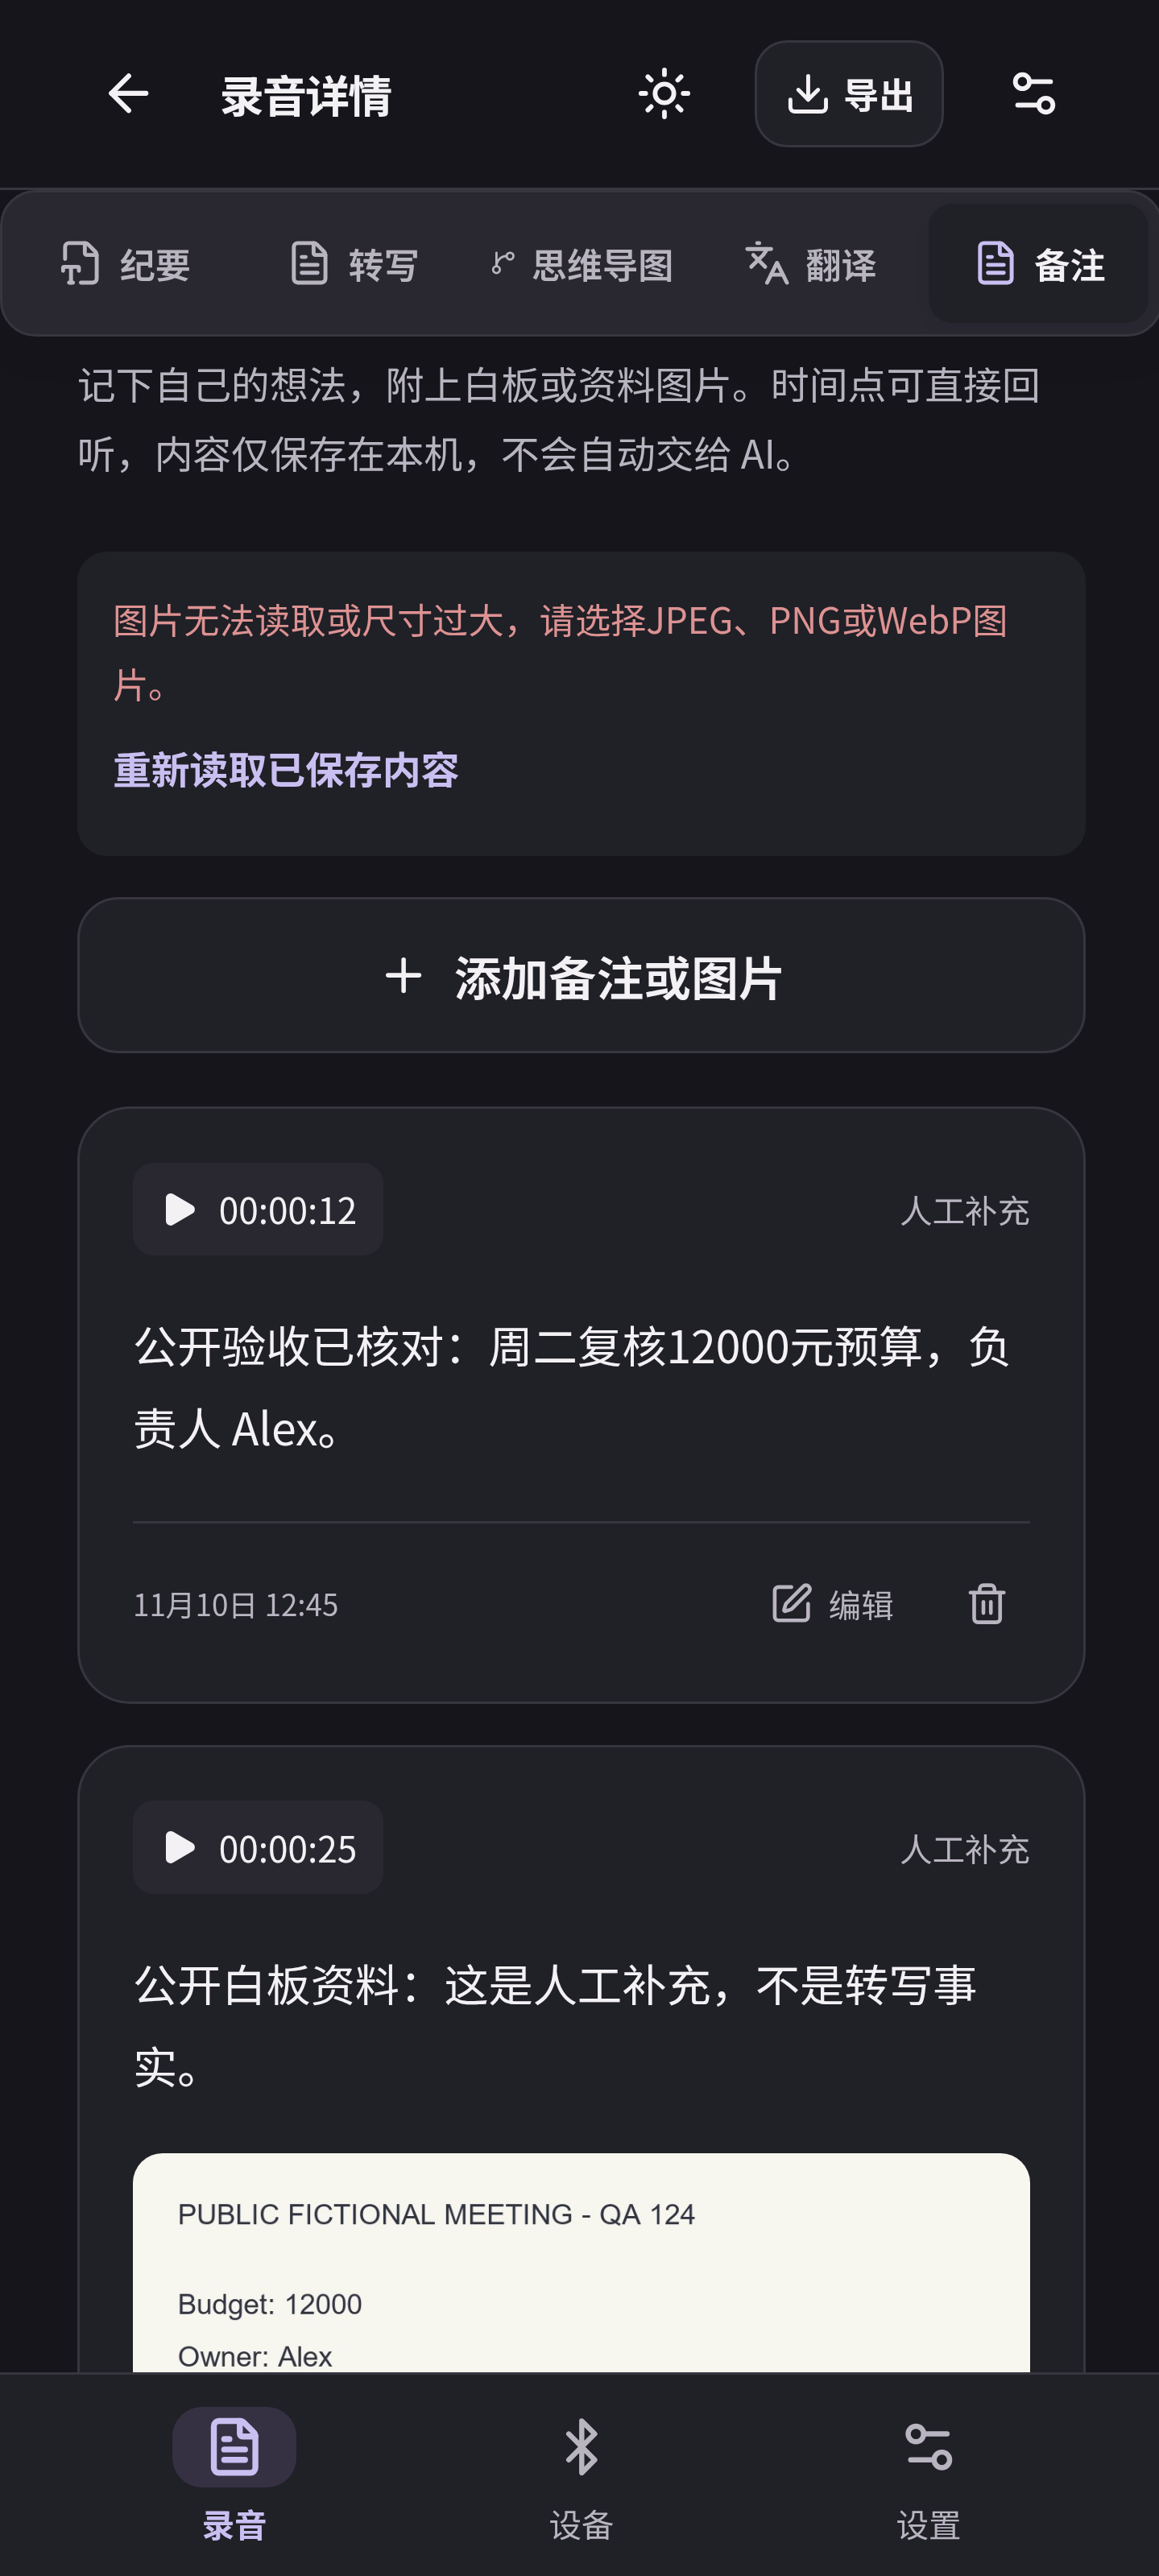 录音详情
导出
纪要
转写
思维导图
翻译
备注
记下自己的想法，附上白板或资料图片。时间点可直接回
听，内容仅保存在本机，不会自动交给 AI。
图片无法读取或尺寸过大，请选择JPEG、PNG或WebP图
片。
重新读取已保存内容
添加备注或图片
00:00:12
人工补充
公开验收已核对：周二复核12000元预算，负
责人 Alex。
11月10日 12:45
编辑
00:00:25
人工补充
公开白板资料：这是人工补充，不是转写事
实。
PUBLIC FICTIONAL MEETING - QA 124
Budget: 12000
Owner: Alex
录音
设备
设置